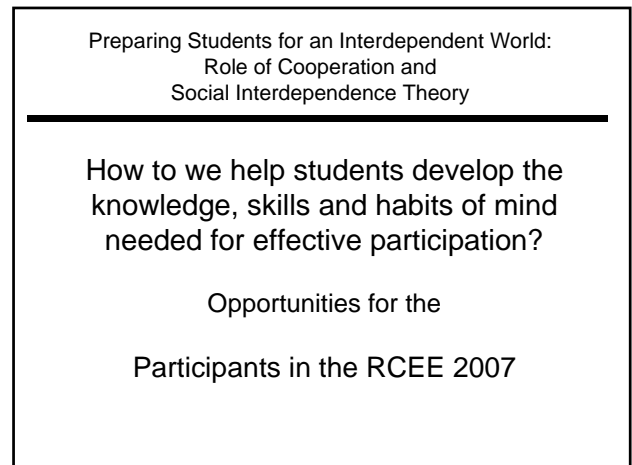 Preparing Students for an Interdependent World:
Role of Cooperation and
Social Interdependence Theory
How to we help students develop the
knowledge, skills and habits of mind
needed for effective participation?
Opportunities for the
Participants in the RCEE 2007